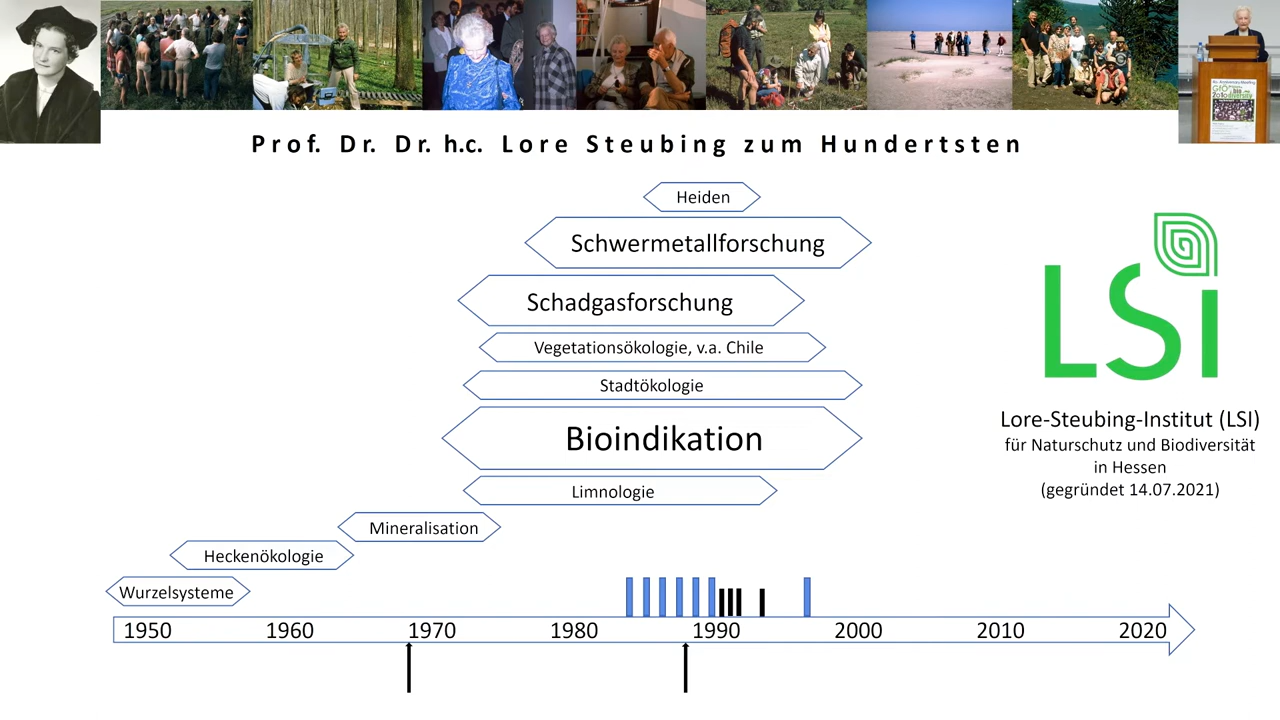 Prof. Dr. Dr. h.c. Lore Steubing zum Hundertsten
Heiden
Schwermetallforschung
Schadgasforschung
Vegetationsökologie, v.a. Chile
Stadtökologie
Bioindikation
Limnologie
Mineralisation
Heckenökologie
Wurzelsysteme
1950 1960 1970 1980 1990 2000 2010 2020
LSi
Lore-Steubing-Institut (LSI)
für Naturschutz und Biodiversität
in Hessen
(gegründet 14.07.2021)